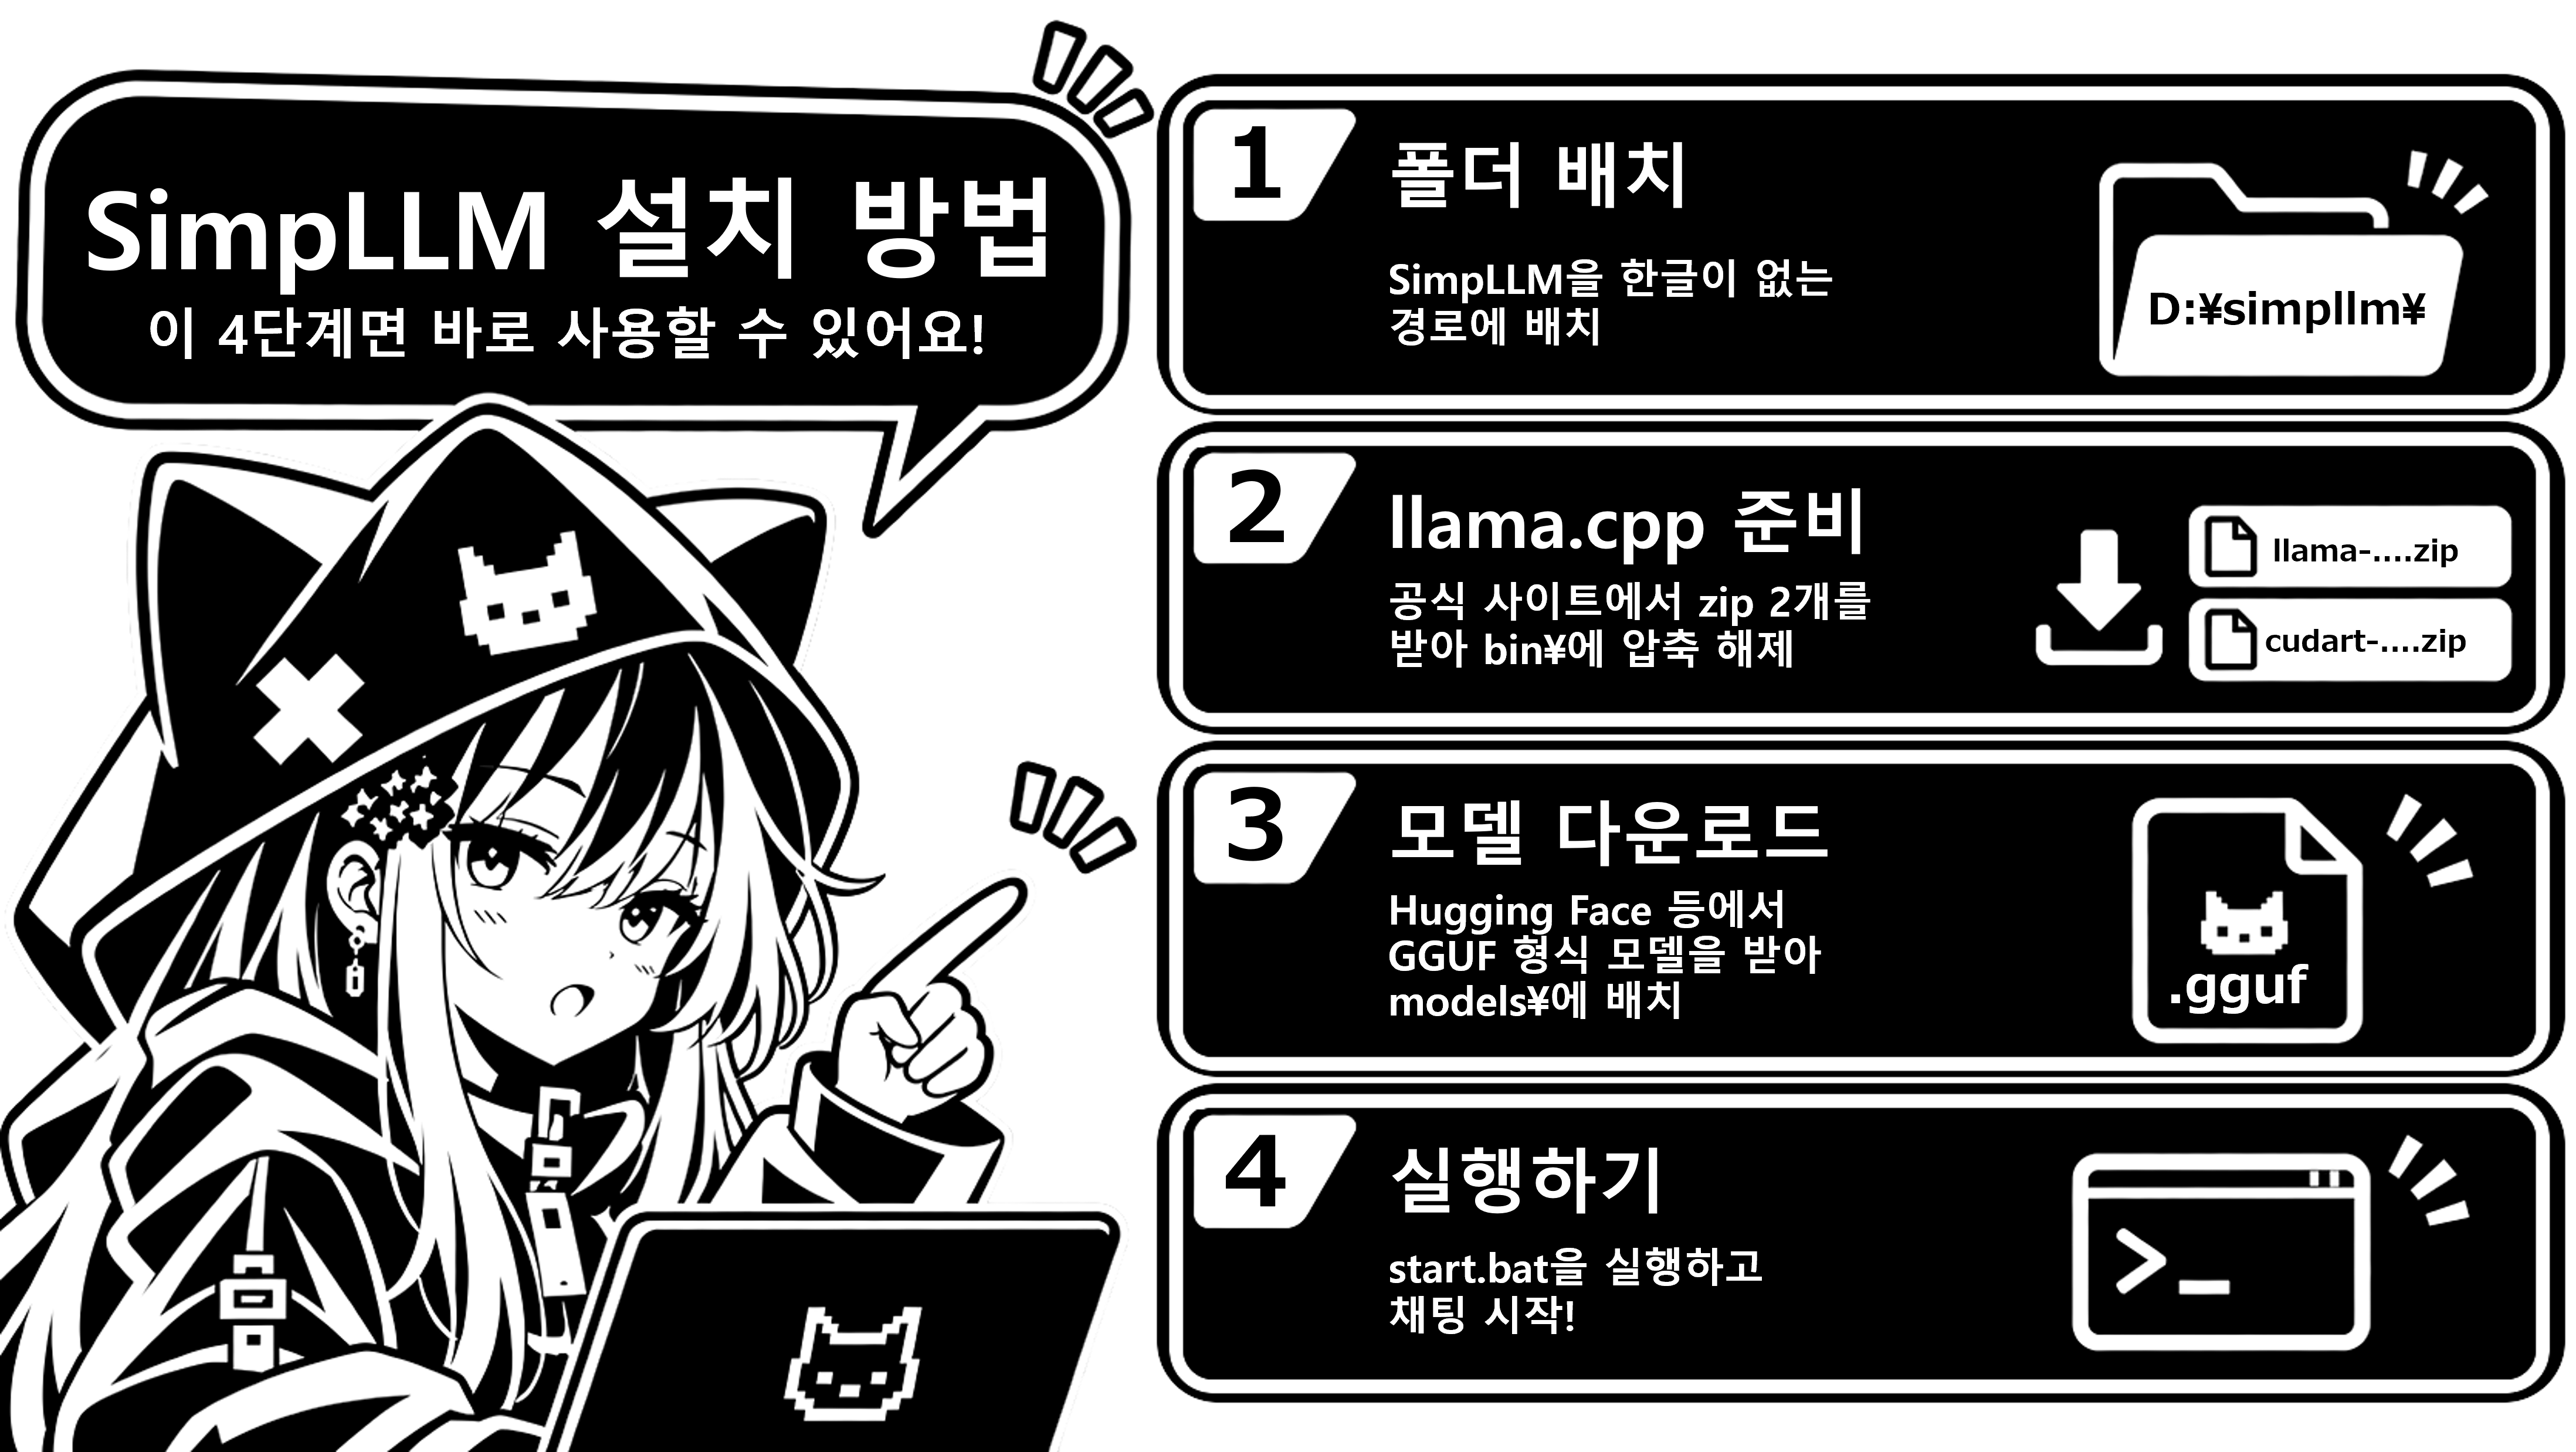 SimpLLM 설치 방법
이 4단계면 바로 사용할 수 있어요!
1
폴더 배치
SimpLLM을 한글이 없는
경로에 배치
D:¥simpllm¥
2
llama.cpp 준비
공식 사이트에서 zip 2개를
받아 bin¥에 압축 해제
llama-....zip
cudart-....zip
3
모델 다운로드
Hugging Face 등에서
GGUF 형식 모델을 받아
models¥에 배치
.gguf
4
실행하기
start.bat을 실행하고
채팅 시작!
>_